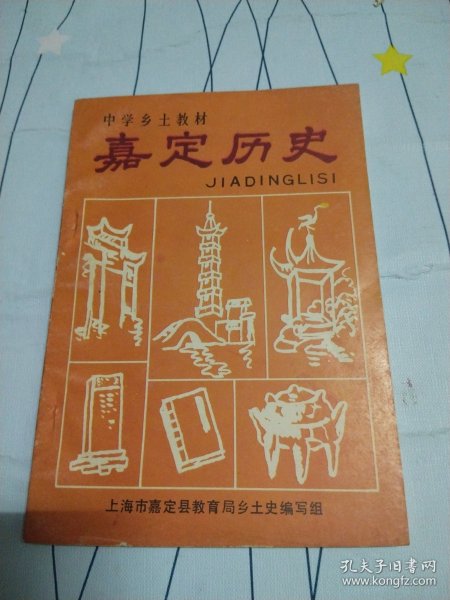 中学乡土教材
嘉定历史
JIADINGLISI
上海市嘉定县教育局乡土史编写组
孔夫子旧书网
www.kongfz.com